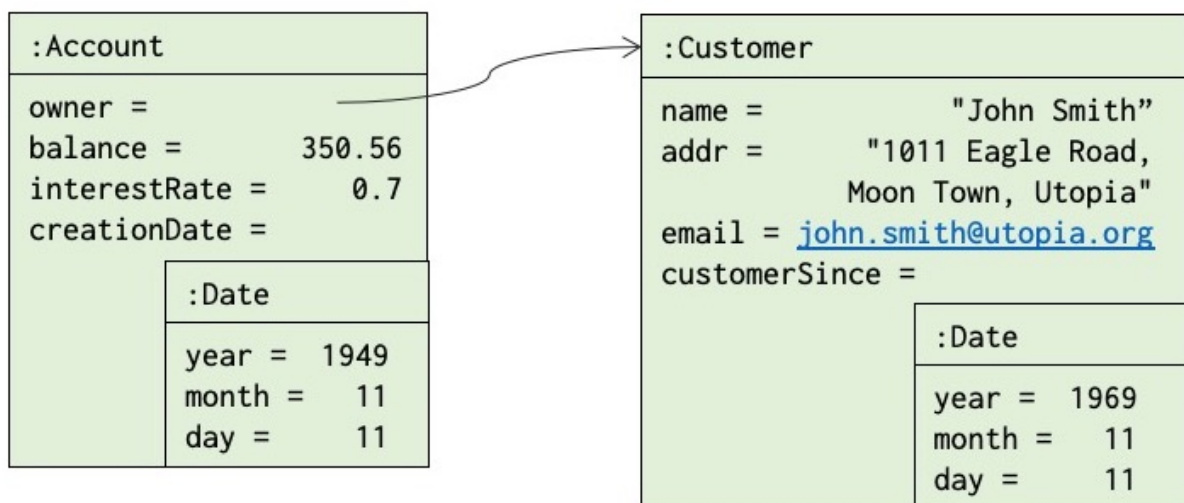 :Account
owner =
balance = 350.56
interestRate = 0.7
creationDate =
:Date
year = 1949
month = 11
day = 11
:Customer
name = "John Smith”
addr = "1011 Eagle Road,
Moon Town, Utopia"
email = john.smith@utopia.org
customerSince =
:Date
year = 1969
month = 11
day = 11